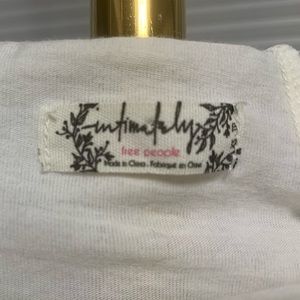 intimately
free people
Made in China · Fabriqué en Chine